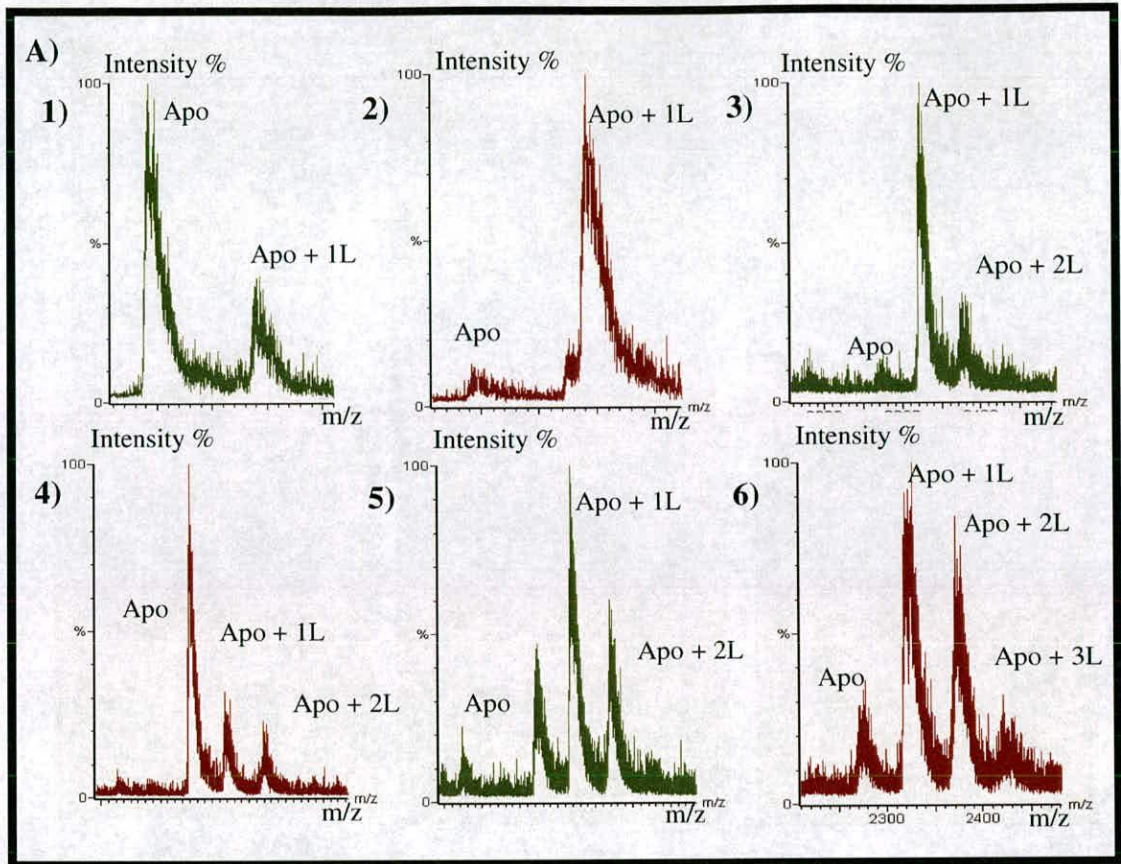 A)
1)
Intensity %
100
%
0
Apo
Apo + 1L
m/z
2)
Intensity %
100
%
0
Apo
Apo + 1L
m/z
m/z
3)
Intensity %
100
%
0
Apo
Apo + 1L
Apo + 2L
m/z
m/z
4)
Intensity %
100
%
0
Apo
Apo + 1L
Apo + 2L
m/z
m/z
5)
Intensity %
100
%
0
Apo
Apo + 1L
Apo + 2L
m/z
m/z
6)
Intensity %
100
%
0
Apo
Apo + 1L
Apo + 2L
Apo + 3L
2300
2400
m/z
m/z